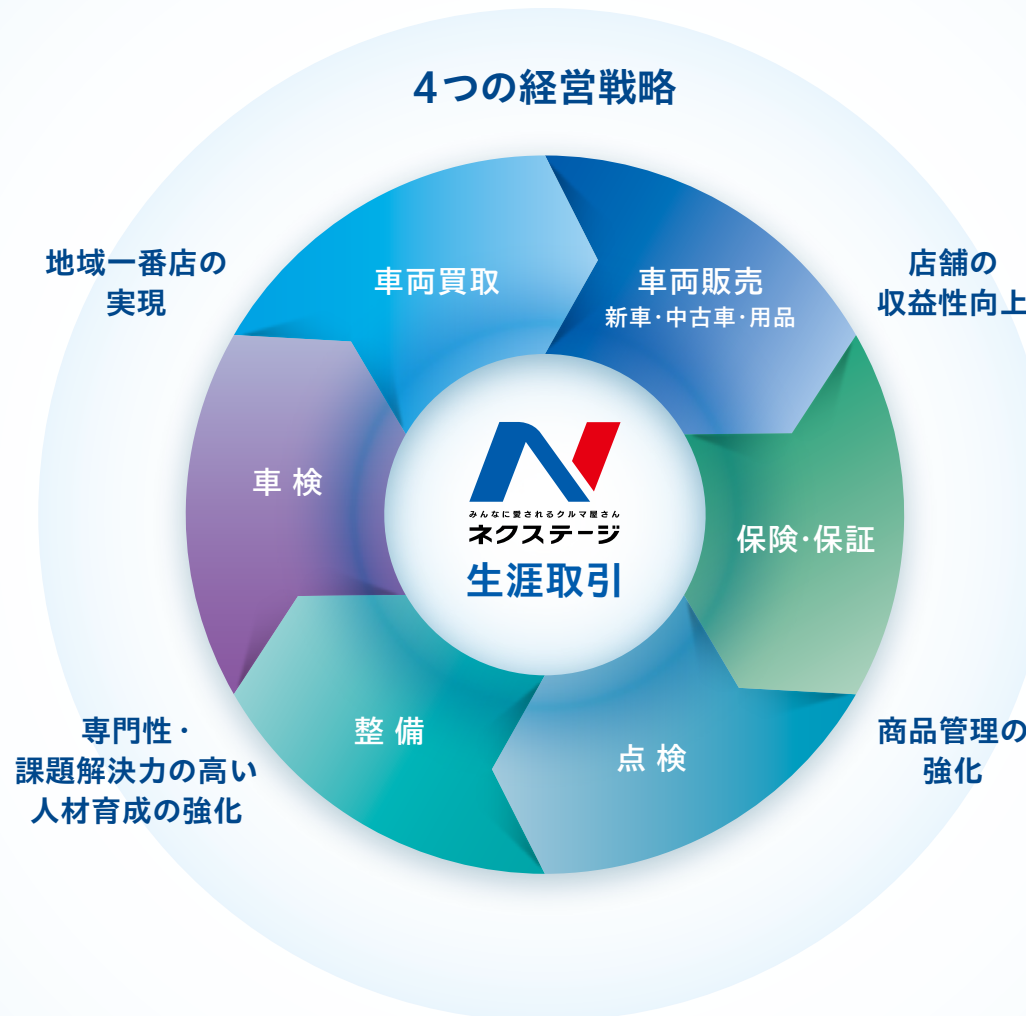 4つの経営戦略
地域一番店の
実現
店舗の
収益性向上
車両買取
車両販売
新車・中古車・用品
車検
保険・保証
みんなに愛されるクルマ屋さん
ネクステージ
生涯取引
整備
点検
専門性・
課題解決力の高い
人材育成の強化
商品管理の
強化